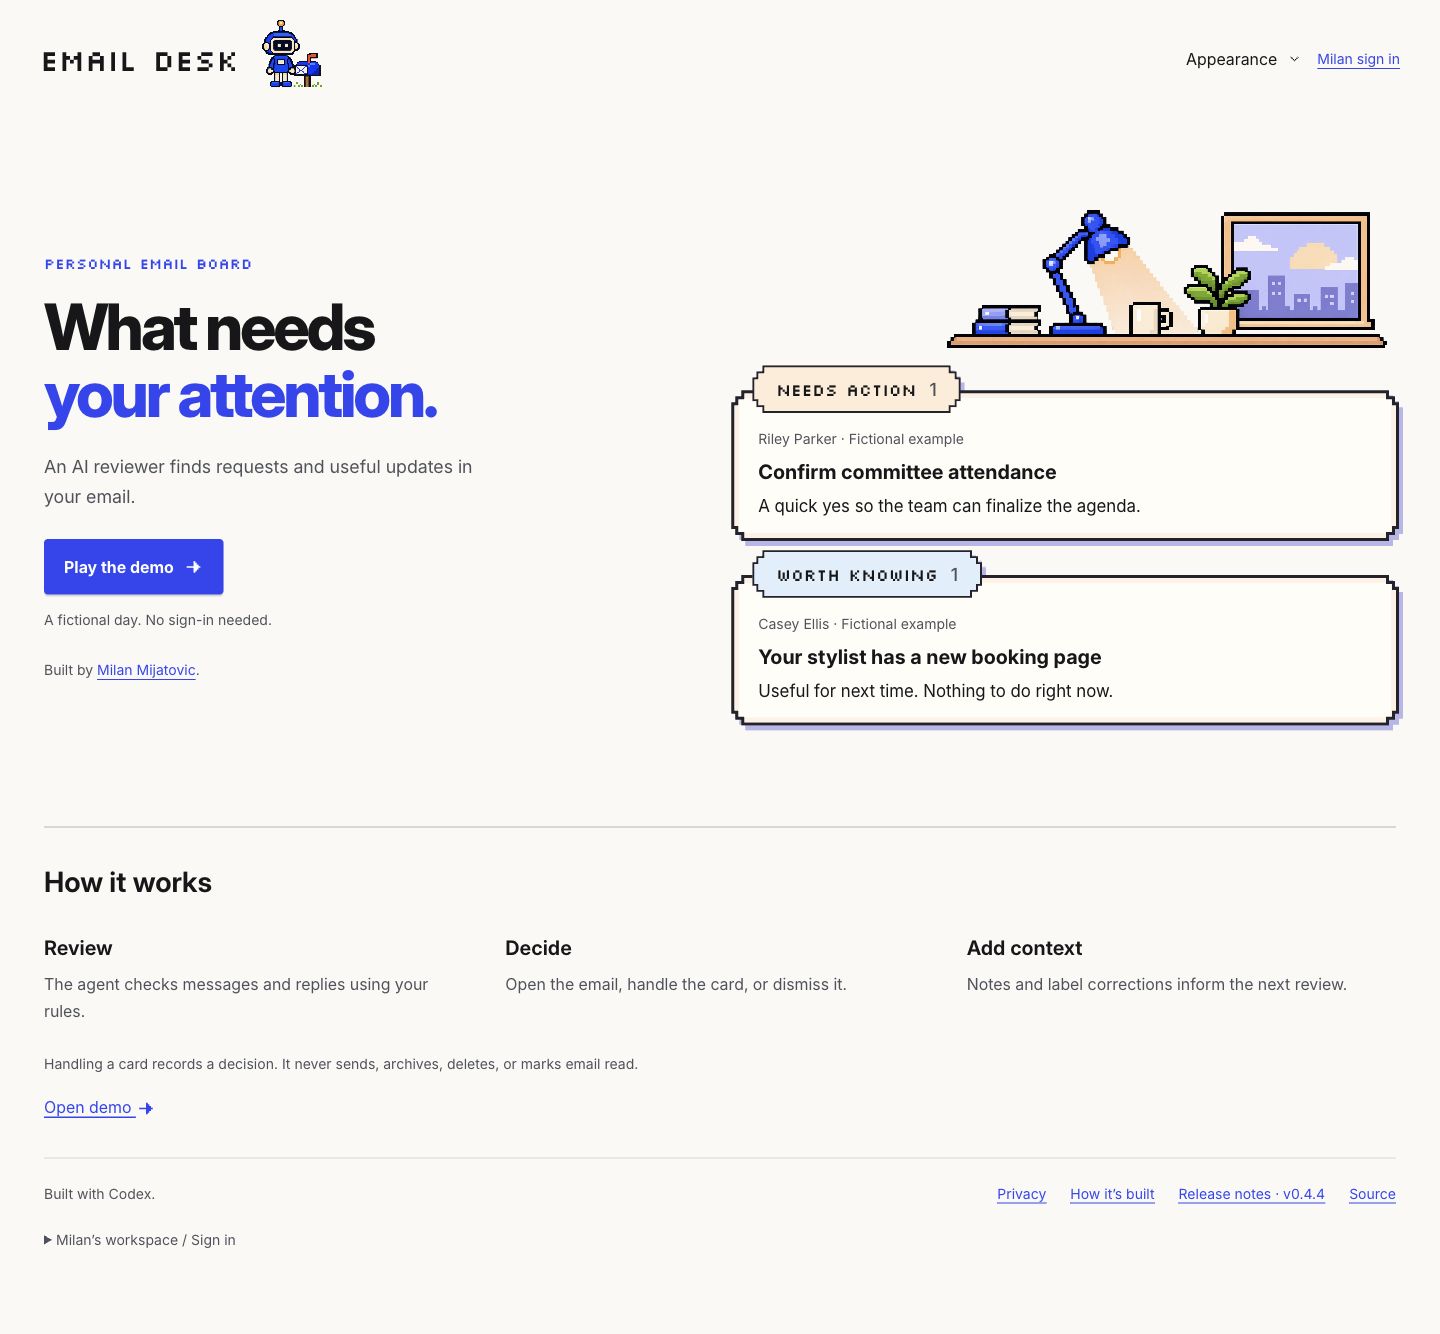 EMAIL DESK
Appearance
Milan sign in
PERSONAL EMAIL BOARD
What needs
your attention.
An AI reviewer finds requests and useful updates in
your email.
Play the demo
A fictional day. No sign-in needed.
Built by Milan Mijatovic.
NEEDS ACTION 1
Riley Parker · Fictional example
Confirm committee attendance
A quick yes so the team can finalize the agenda.
WORTH KNOWING 1
Casey Ellis · Fictional example
Your stylist has a new booking page
Useful for next time. Nothing to do right now.
How it works
Review
The agent checks messages and replies using your
rules.
Decide
Open the email, handle the card, or dismiss it.
Add context
Notes and label corrections inform the next review.
Handling a card records a decision. It never sends, archives, deletes, or marks email read.
Open demo
Built with Codex.
Privacy
How it’s built
Release notes · v0.4.4
Source
Milan’s workspace / Sign in